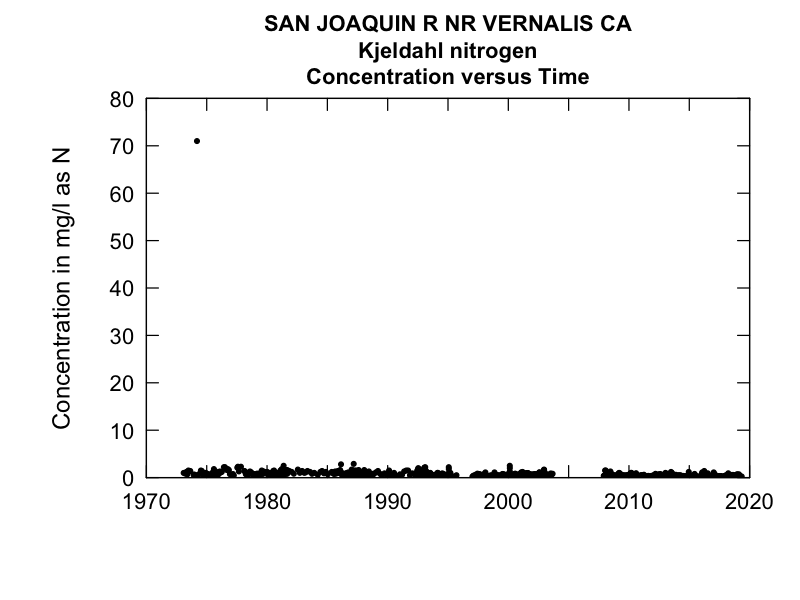 SAN JOAQUIN R NR VERNALIS CA
Kjeldahl nitrogen
Concentration versus Time
Concentration in mg/l as N
80
70
60
50
40
30
20
10
0
1970 1980 1990 2000 2010 2020